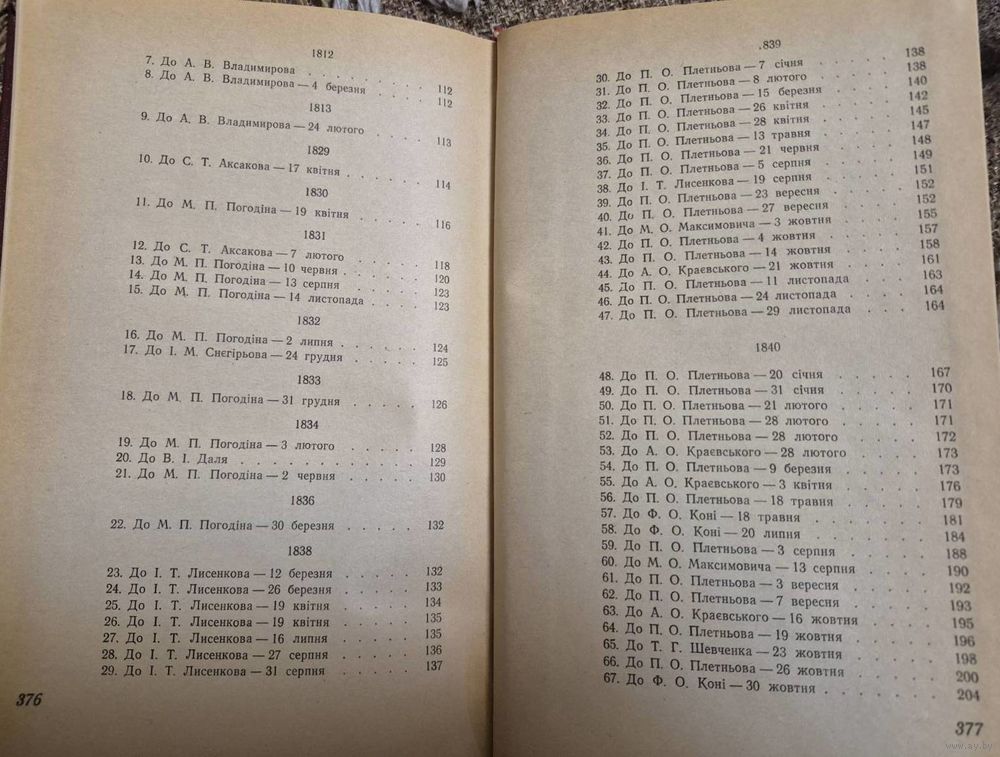 1812
7. До А. В. Владимирова . . . . . . . . 112
8. До А. В. Владимирова — 4 березня . . . . 112
1813
9. До А. В. Владимирова — 24 лютого . . . . 113
1829
10. До С. Т. Аксакова — 17 квітня . . . . . . 114
1830
11. До М. П. Погодіна — 19 квітня . . . . . 116
1831
12. До С. Т. Аксакова — 7 лютого . . . . . 118
13. До М. П. Погодіна — 10 червня . . . . . . 120
14. До М. П. Погодіна — 13 серпня . . . . . 123
15. До М. П. Погодіна — 14 листопада . . . . 123
1832
16. До М. П. Погодіна — 2 липня . . . . . . 124
17. До І. М. Снєгірьова — 24 грудня . . . . . 125
1833
18. До М. П. Погодіна — 31 грудня . . . . . 126
1834
19. До М. П. Погодіна — 3 лютого . . . . . 128
20. До В. І. Даля . . . . . . . . . . 129
21. До М. П. Погодіна — 2 червня . . . . . 130
1836
22. До М. П. Погодіна — 30 березня . . . . . 132
1838
23. До І. Т. Лисенкова — 12 березня . . . . . 132
24. До І. Т. Лисенкова — 26 березня . . . . . 133
25. До І. Т. Лисенкова — 19 квітня . . . . . 134
26. До І. Т. Лисенкова — 19 квітня . . . . . 135
27. До І. Т. Лисенкова — 16 липня . . . . . 135
28. До І. Т. Лисенкова — 27 серпня . . . . . 136
29. До І. Т. Лисенкова — 31 серпня . . . . . 137
376
.839
30. До П. О. Плетньова — 7 січня . . . . . 138
31. До П. О. Плетньова — 8 лютого . . . . . 138
32. До П. О. Плетньова — 15 березня . . . . . 140
33. До П. О. Плетньова — 26 квітня . . . . . 142
34. До П. О. Плетньова — 28 квітня . . . . . 145
35. До П. О. Плетньова — 13 травня . . . . . 147
36. До П. О. Плетньова — 21 червня . . . . . 148
37. До П. О. Плетньова — 5 серпня . . . . . 149
38. До І. Т. Лисенкова — 19 серпня . . . . . 151
39. До П. О. Плетньова — 23 вересня . . . . . 152
40. До П. О. Плетньова — 27 вересня . . . . . 152
41. До М. О. Максимовича — 3 жовтня . . . . 155
42. До П. О. Плетньова — 4 жовтня . . . . . 157
43. До П. О. Плетньова — 14 жовтня . . . . . 158
44. До А. О. Краєвського — 21 жовтня . . . . 161
45. До П. О. Плетньова — 11 листопада . . . . 163
46. До П. О. Плетньова — 24 листопада . . . . 164
47. До П. О. Плетньова — 29 листопада . . . 164
1840
48. До П. О. Плетньова — 20 січня . . . . . 167
49. До П. О. Плетньова — 31 січня . . . . . 170
50. До П. О. Плетньова — 21 лютого . . . . . 171
51. До П. О. Плетньова — 28 лютого . . . . . 171
52. До П. О. Плетньова — 28 лютого . . . . . 172
53. До А. О. Краєвського — 28 лютого . . . . 173
54. До П. О. Плетньова — 9 березня . . . . . 173
55. До А. О. Краєвського — 3 квітня . . . . . 176
56. До П. О. Плетньова — 18 травня . . . . . 179
57. До Ф. О. Коні — 18 травня . . . . . . 181
58. До Ф. О. Коні — 20 липня . . . . . . 184
59. До П. О. Плетньова — 3 серпня . . . . . 188
60. До М. О. Максимовича — 13 серпня . . . . 190
61. До П. О. Плетньова — 3 вересня . . . . . 192
62. До П. О. Плетньова — 7 вересня . . . . . 193
63. До А. О. Краєвського — 16 жовтня . . . . 195
64. До П. О. Плетньова — 19 жовтня . . . . . 196
65. До Т. Г. Шевченка — 23 жовтня . . . . . 198
66. До П. О. Плетньова — 26 жовтня . . . . . 200
67. До Ф. О. Коні — 30 жовтня . . . . . . 204
377
www.ay.by